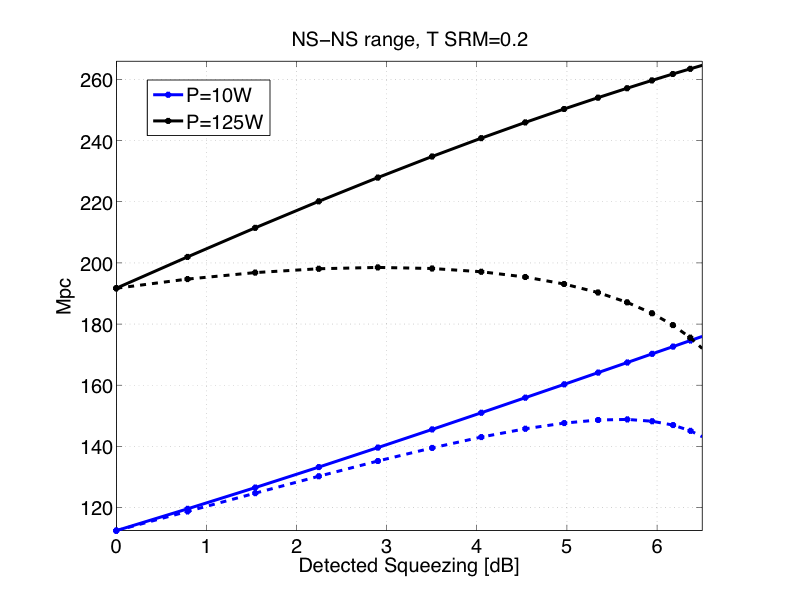 NS−NS range, T SRM=0.2
P=10W
P=125W
260
240
220
200
180
160
140
120
Mpc
0 1 2 3 4 5 6
Detected Squeezing [dB]